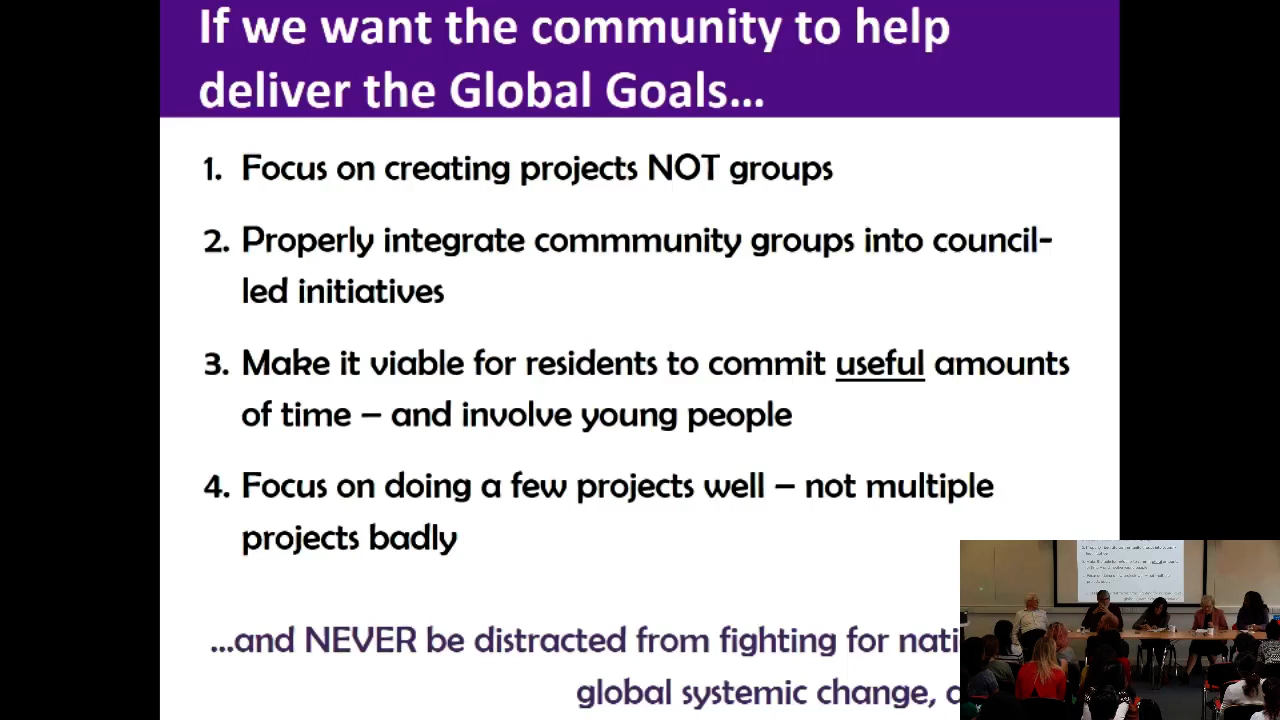 If we want the community to help
deliver the Global Goals...
1. Focus on creating projects NOT groups
2. Properly integrate commmunity groups into council-
led initiatives
3. Make it viable for residents to commit useful amounts
of time – and involve young people
4. Focus on doing a few projects well – not multiple
projects badly
...and NEVER be distracted from fighting for
global systemic change,